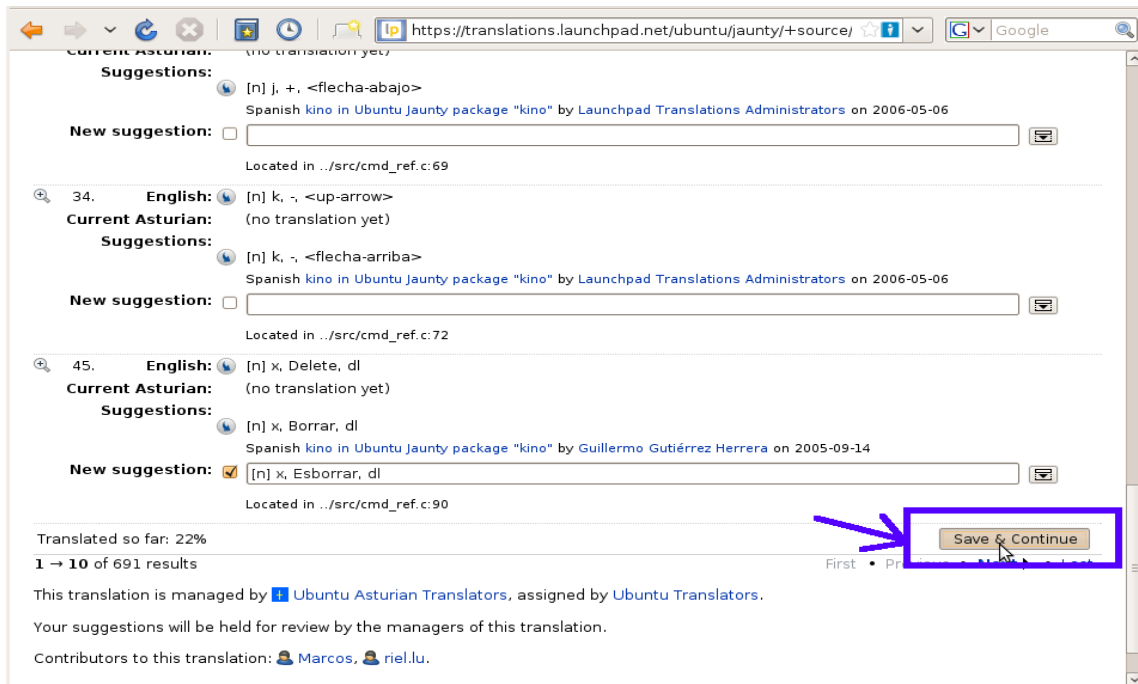 https://translations.launchpad.net/ubuntu/jaunty/+source/
Google
Current Asturian: (no translation yet)
Suggestions:
[n] j, +, <flecha-abajo>
Spanish kino in Ubuntu Jaunty package "kino" by Launchpad Translations Administrators on 2006-05-06
New suggestion:
Located in ../src/cmd_ref.c:69
34. English: [n] k, -, <up-arrow>
Current Asturian: (no translation yet)
Suggestions:
[n] k, -, <flecha-arriba>
Spanish kino in Ubuntu Jaunty package "kino" by Launchpad Translations Administrators on 2006-05-06
New suggestion:
Located in ../src/cmd_ref.c:72
45. English: [n] x, Delete, dl
Current Asturian: (no translation yet)
Suggestions:
[n] x, Borrar, dl
Spanish kino in Ubuntu Jaunty package "kino" by Guillermo Gutiérrez Herrera on 2005-09-14
New suggestion: [n] x, Esborrar, dl
Located in ../src/cmd_ref.c:90
Translated so far: 22% Save & Continue
1 → 10 of 691 results First •
This translation is managed by Ubuntu Asturian Translators, assigned by Ubuntu Translators.
Your suggestions will be held for review by the managers of this translation.
Contributors to this translation: Marcos, riel.lu.